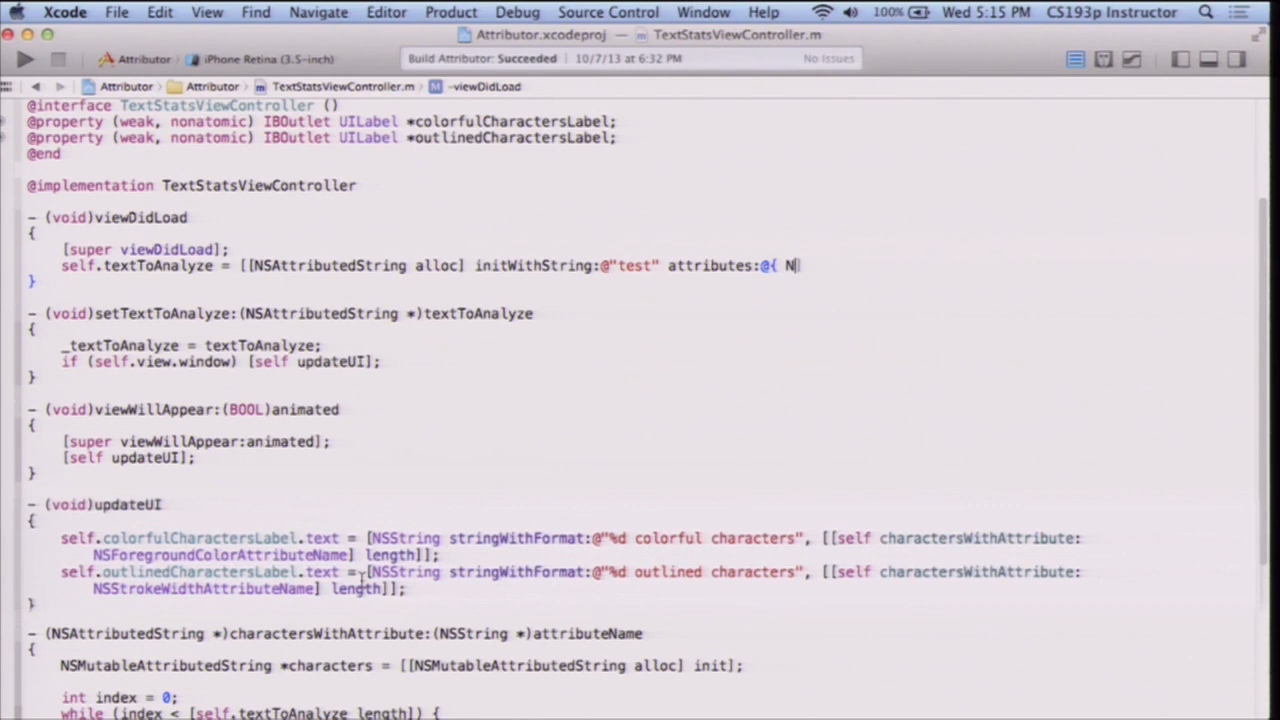 Xcode File Edit View Find Navigate Editor Product Debug Source Control Window Help 100% Wed 5:15 PM CS193p Instructor
Attributor.xcodeproj — TextStatsViewController.m
Attributor iPhone Retina (3.5-inch) Build Attributor: Succeeded 10/7/13 at 6:32 PM No Issues
Attributor Attributor TextStatsViewController.m M -viewDidLoad
@interface TextStatsViewController ()
@property (weak, nonatomic) IBOutlet UILabel *colorfulCharactersLabel;
@property (weak, nonatomic) IBOutlet UILabel *outlinedCharactersLabel;
@end
@implementation TextStatsViewController
- (void)viewDidLoad
{
[super viewDidLoad];
self.textToAnalyze = [[NSAttributedString alloc] initWithString:@"test" attributes:@{ N
}
- (void)setTextToAnalyze:(NSAttributedString *)textToAnalyze
{
_textToAnalyze = textToAnalyze;
if (self.view.window) [self updateUI];
}
- (void)viewWillAppear:(BOOL)animated
{
[super viewWillAppear:animated];
[self updateUI];
}
- (void)updateUI
{
self.colorfulCharactersLabel.text = [NSString stringWithFormat:@"%d colorful characters", [[self charactersWithAttribute:
NSForegroundColorAttributeName] length]];
self.outlinedCharactersLabel.text = [NSString stringWithFormat:@"%d outlined characters", [[self charactersWithAttribute:
NSStrokeWidthAttributeName] length]];
}
- (NSAttributedString *)charactersWithAttribute:(NSString *)attributeName
{
NSMutableAttributedString *characters = [[NSMutableAttributedString alloc] init];
int index = 0;
while (index < [self.textToAnalyze length]) {